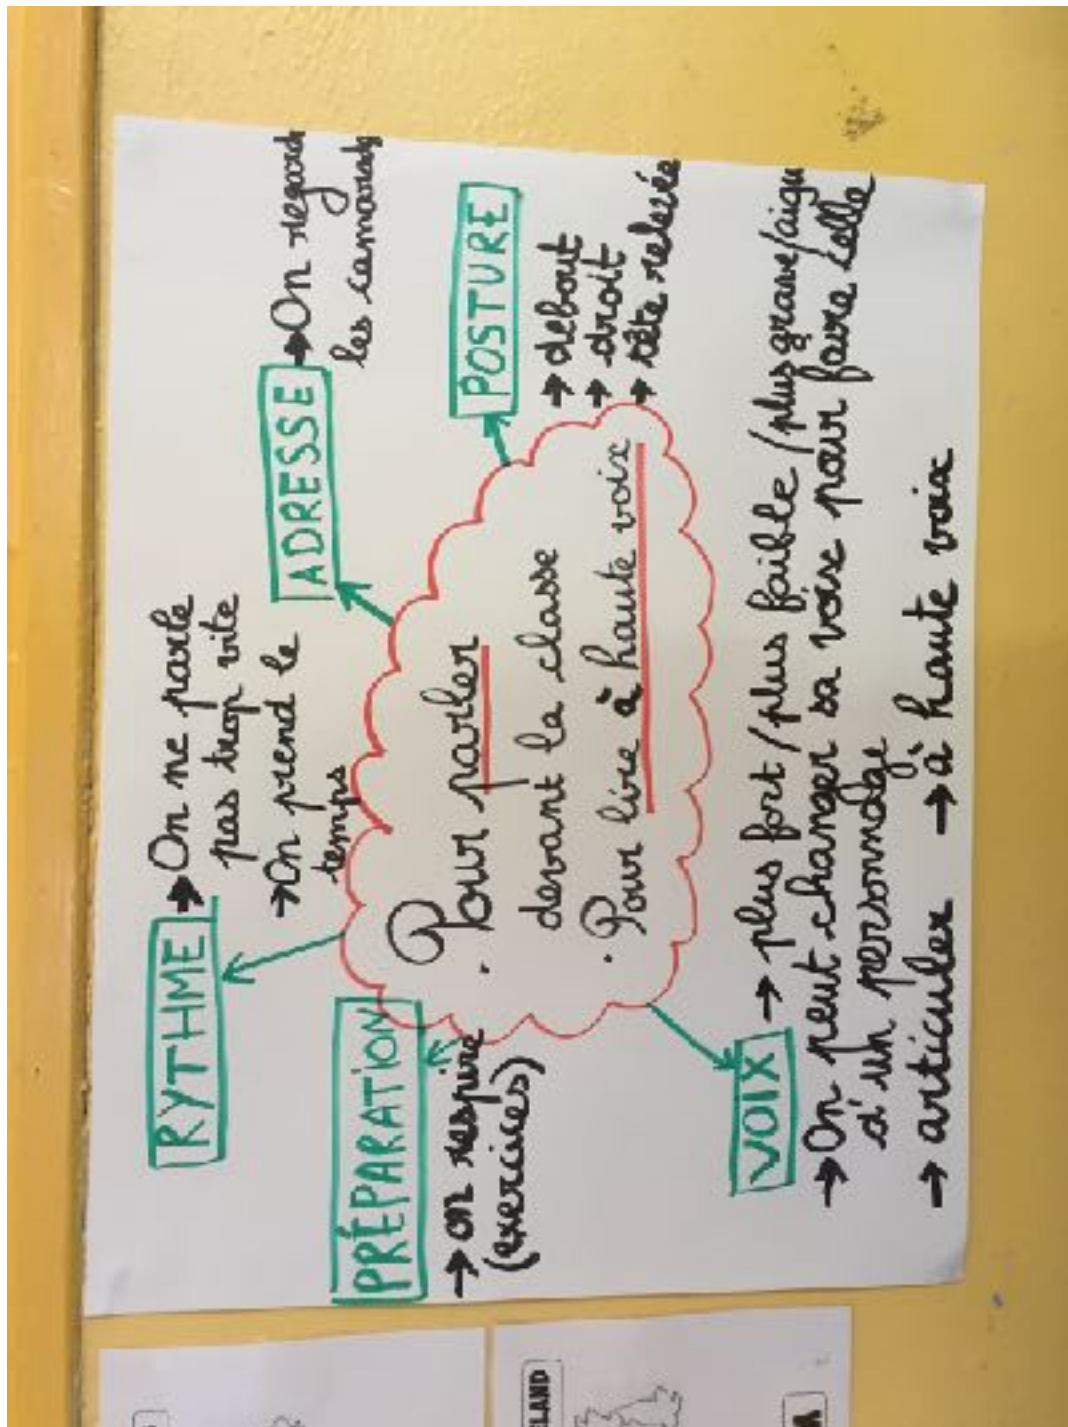 RYTHME
→ On ne parle
pas trop vite
→ On prend le
temps
ADRESSE
→ On regarde
les camarades
PRÉPARATION
→ on respire
(exercices)
• Pour parler
devant la classe
• Pour lire à haute voix
POSTURE
→ debout
→ droit
→ tête relevée
VOIX
→ plus fort / plus faible / plus grave / aigu
→ On peut changer sa voix pour faire celle
d'un personnage
→ articuler → à haute voix
ELAND